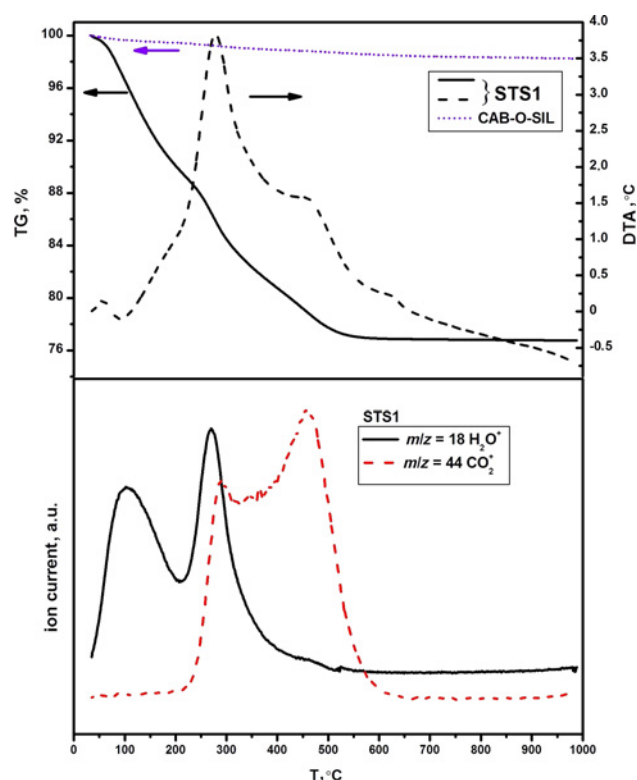 TG, %
100
96
92
88
84
80
76
4.0
3.5
3.0
2.5
2.0
1.5
1.0
0.5
0
-0.5
DTA, °C
} STS1
CAB-O-SIL
ion current, a.u.
STS1
m/z = 18 H₂O⁺
m/z = 44 CO₂⁺
0 100 200 300 400 500 600 700 800 900 1000
T, °C